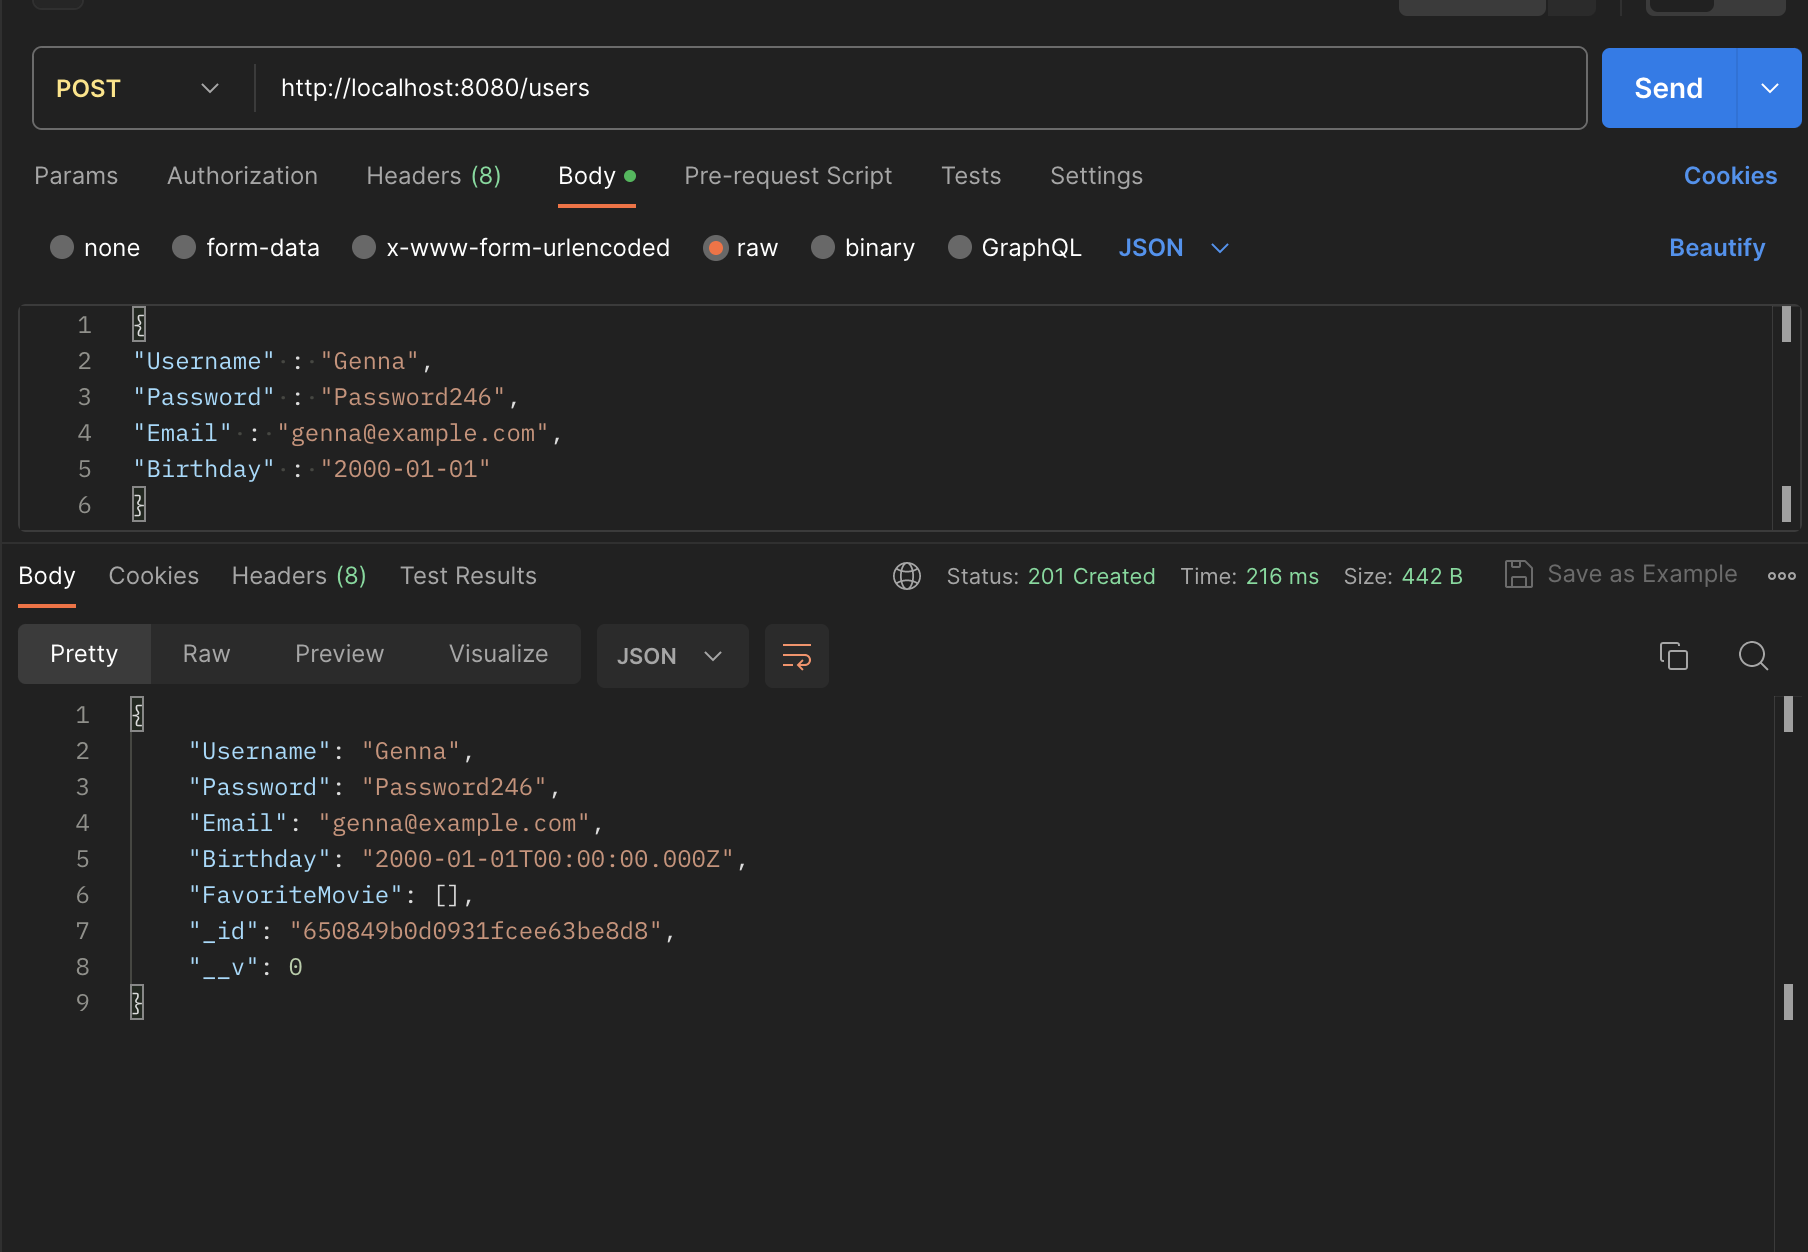 POST http://localhost:8080/users Send
Params Authorization Headers (8) Body Pre-request Script Tests Settings Cookies
none form-data x-www-form-urlencoded raw binary GraphQL JSON Beautify
1 {
2 "Username" : "Genna",
3 "Password" : "Password246",
4 "Email" : "genna@example.com",
5 "Birthday" : "2000-01-01"
6 }
Body Cookies Headers (8) Test Results Status: 201 Created Time: 216 ms Size: 442 B Save as Example
Pretty Raw Preview Visualize JSON
1 {
2 "Username": "Genna",
3 "Password": "Password246",
4 "Email": "genna@example.com",
5 "Birthday": "2000-01-01T00:00:00.000Z",
6 "FavoriteMovie": [],
7 "_id": "650849b0d0931fcee63be8d8",
8 "__v": 0
9 }